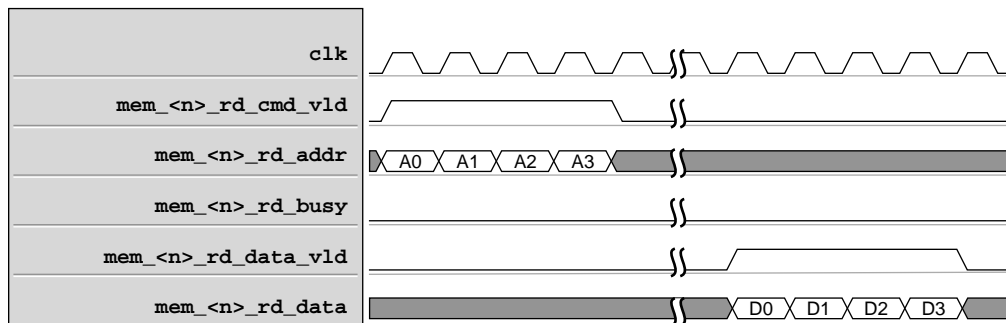 clk
mem_<n>_rd_cmd_vld
mem_<n>_rd_addr A0 A1 A2 A3
mem_<n>_rd_busy
mem_<n>_rd_data_vld
mem_<n>_rd_data D0 D1 D2 D3